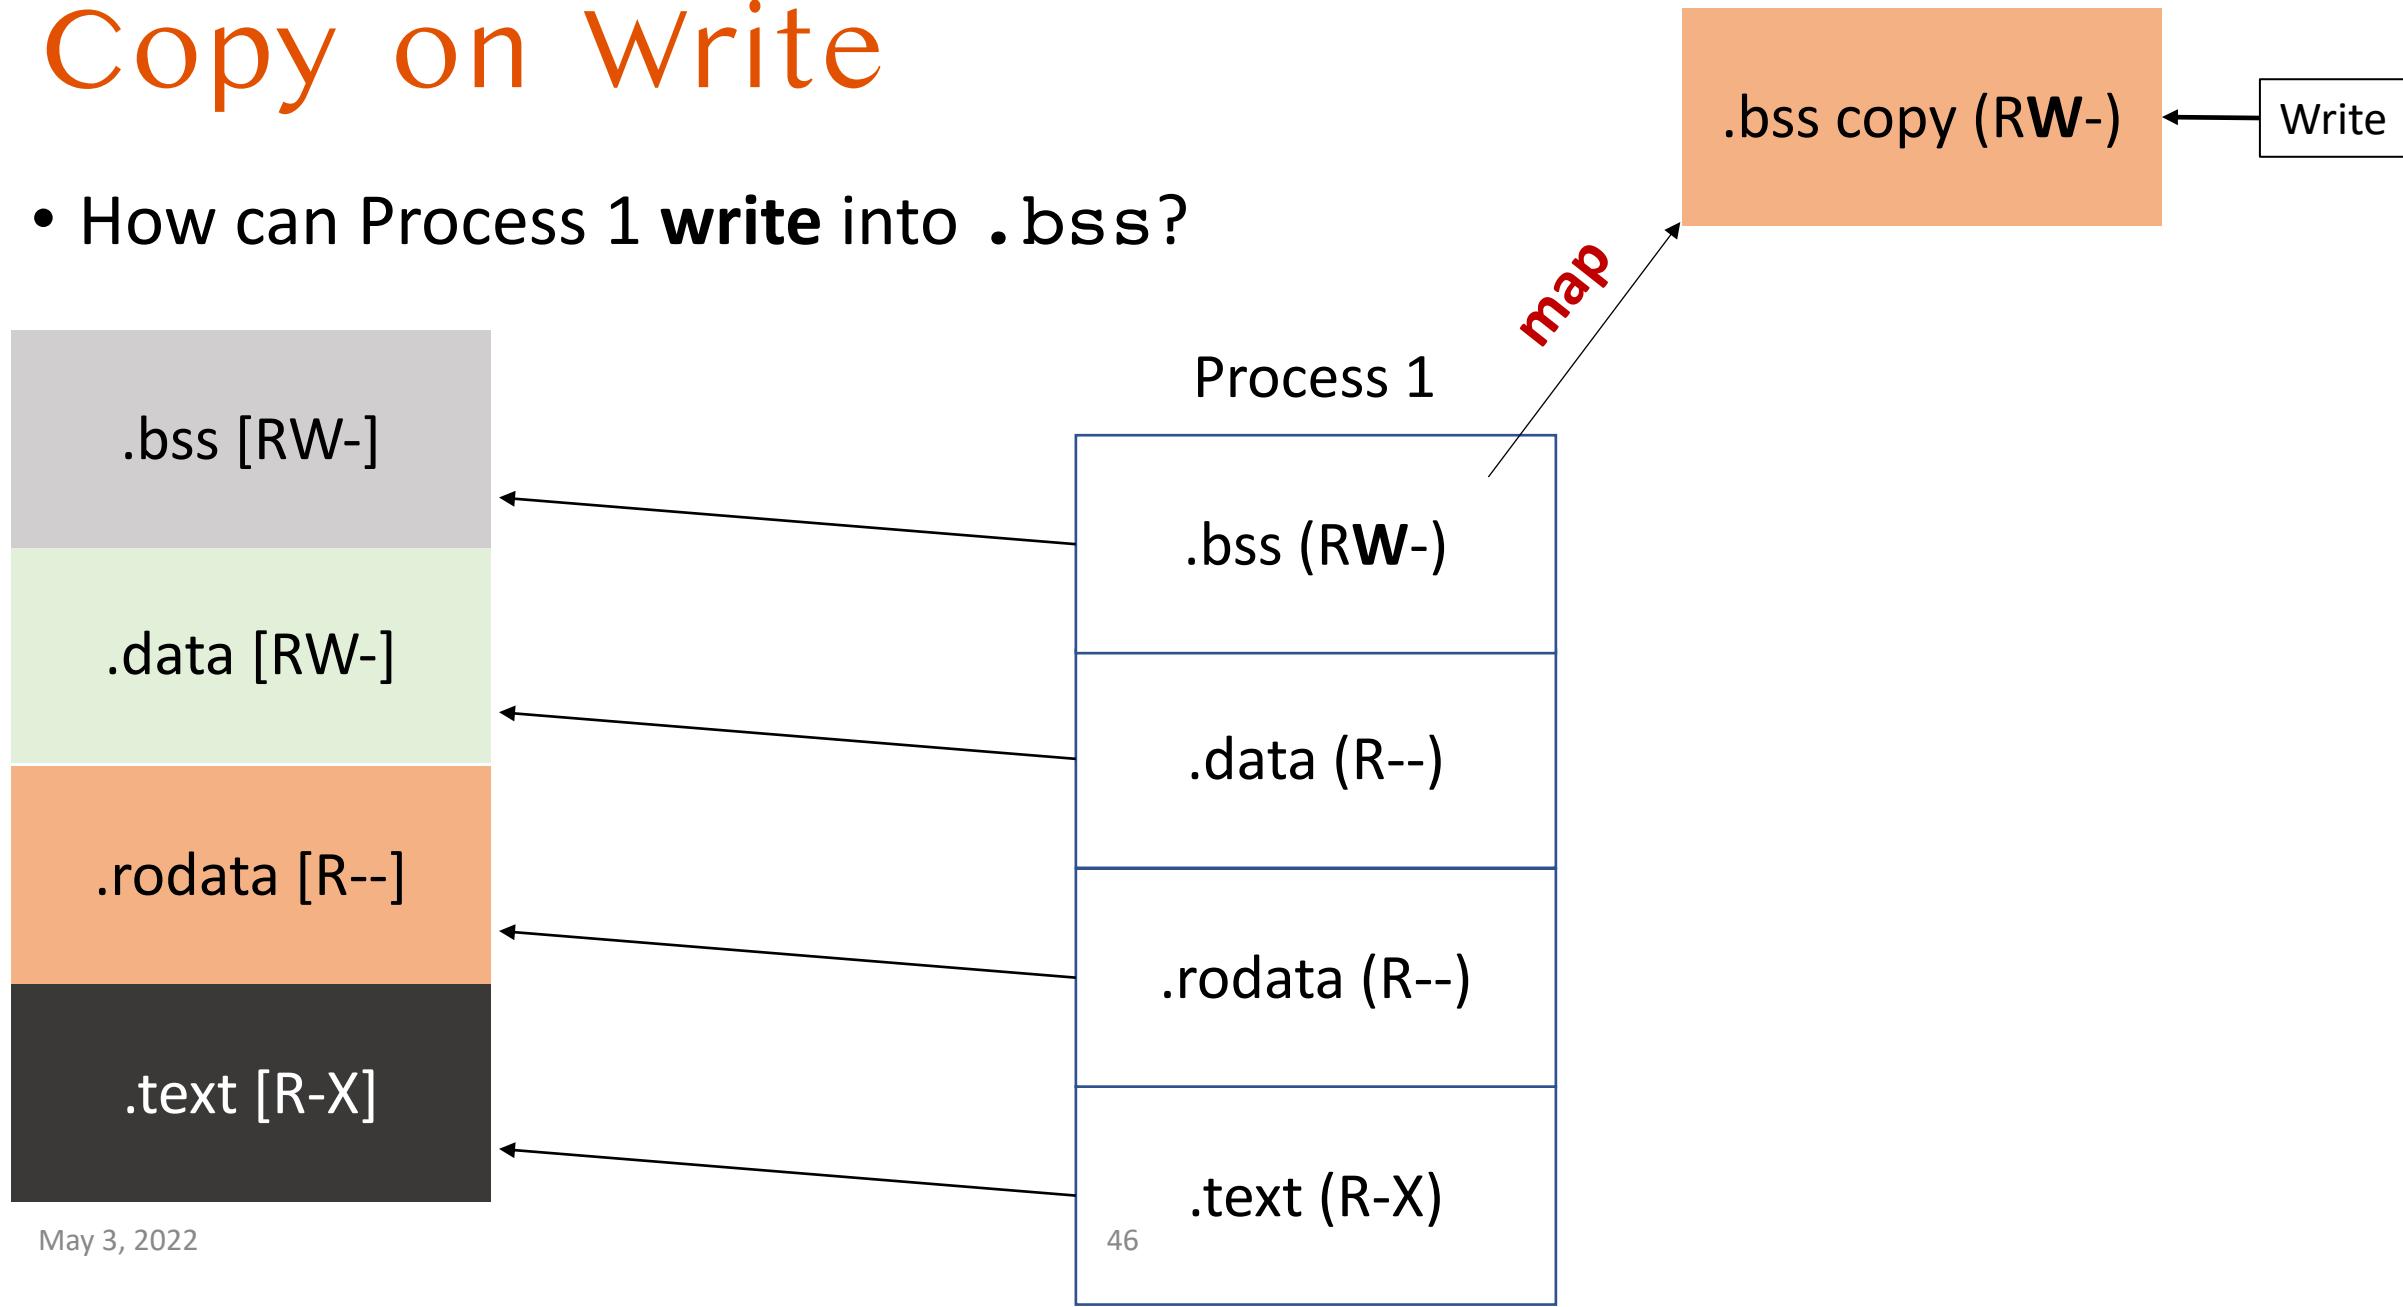 Copy on Write
.bss copy (RW-)
Write
• How can Process 1 write into .bss?
map
Process 1
.bss [RW-]
.data [RW-]
.rodata [R--]
.text [R-X]
.bss (RW-)
.data (R--)
.rodata (R--)
.text (R-X)
May 3, 2022
46